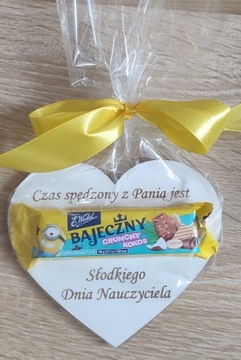 Czas spędzony z Panią jest
E. Wedel
BAJECZNY
CRUNCHY
KOKOS
Słodkiego
Dnia Nauczyciela